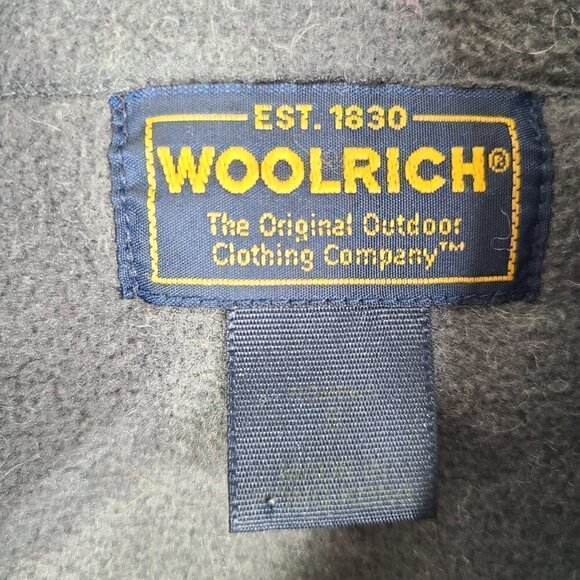 EST. 1830
WOOLRICH®
The Original Outdoor
Clothing Company™